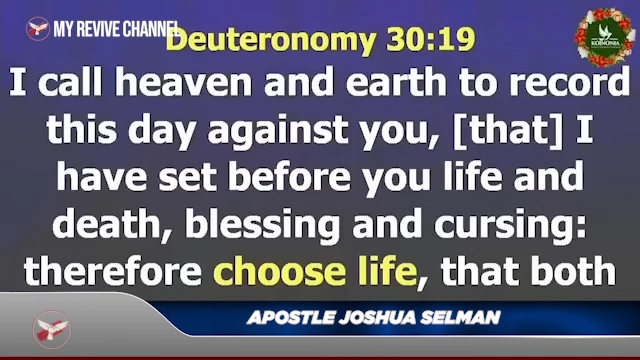 MY REVIVE CHANNEL
Deuteronomy 30:19
KOINONIA
I call heaven and earth to record
this day against you, [that] I
have set before you life and
death, blessing and cursing:
therefore choose life, that both
APOSTLE JOSHUA SELMAN